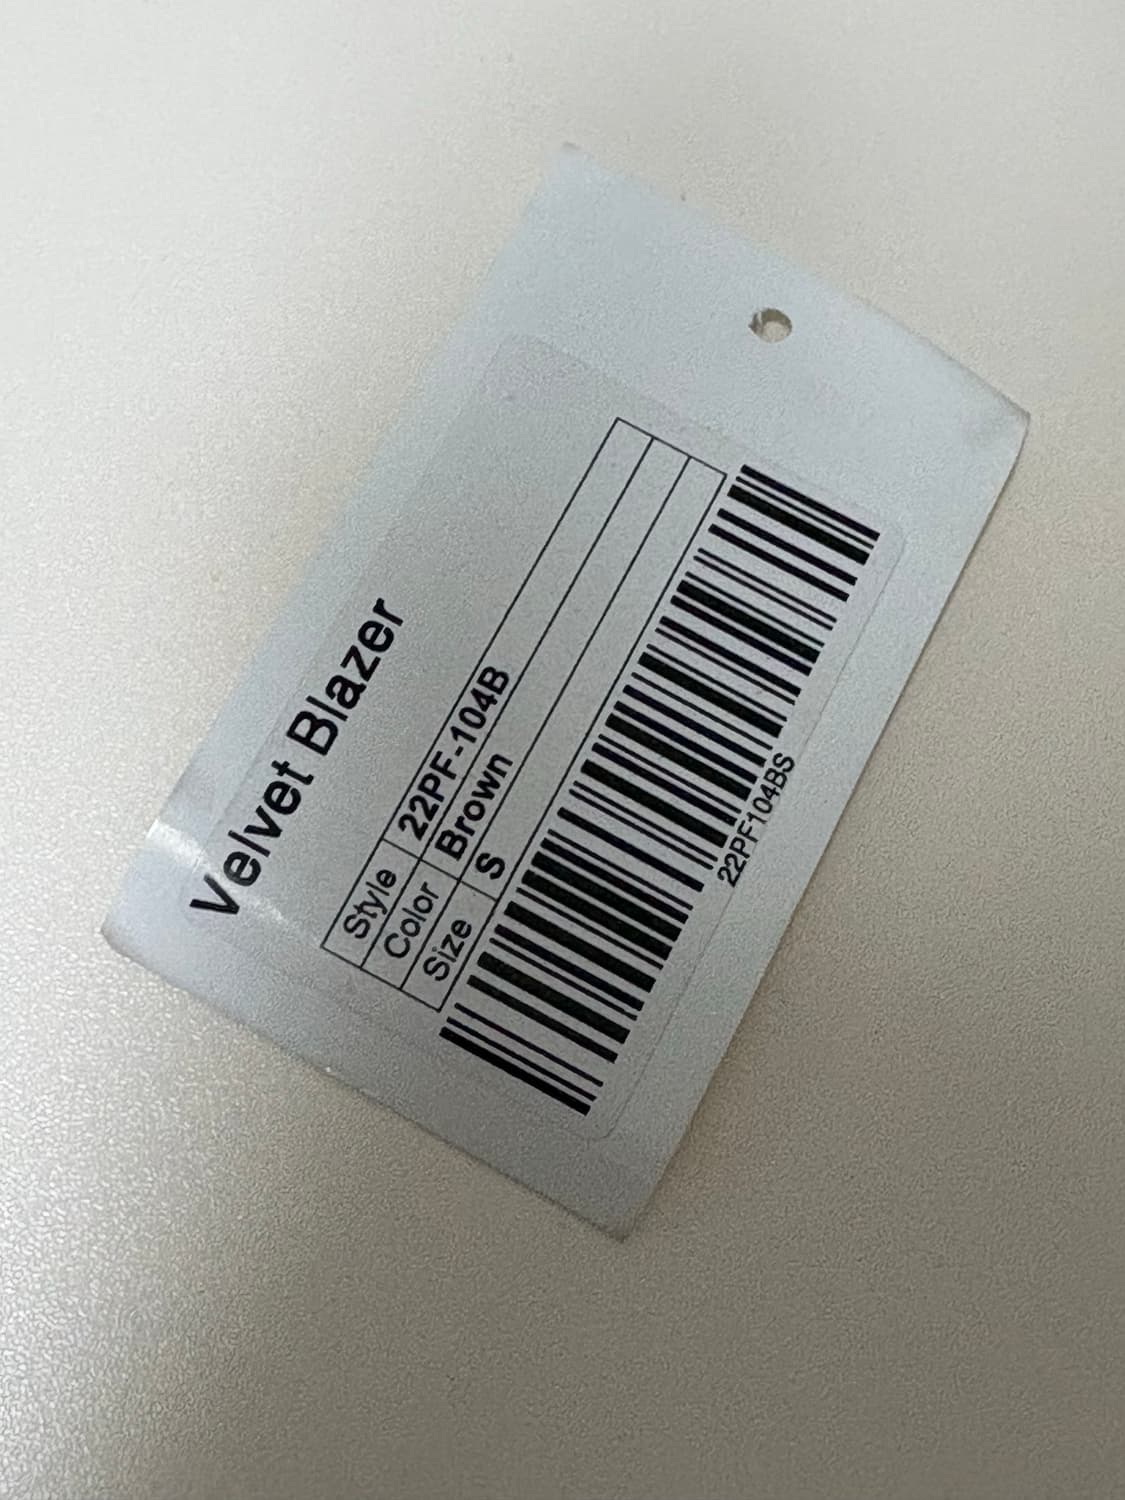 Velvet Blazer
Style 22PF-104B
Color Brown
Size S
22PF104BS